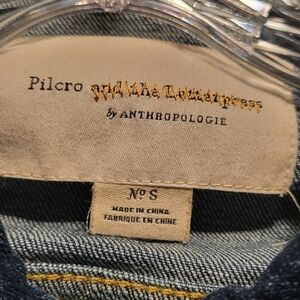 Pilcro and the Letterpress
by ANTHROPOLOGIE
Nº S
MADE IN CHINA
FABRIQUE EN CHINE